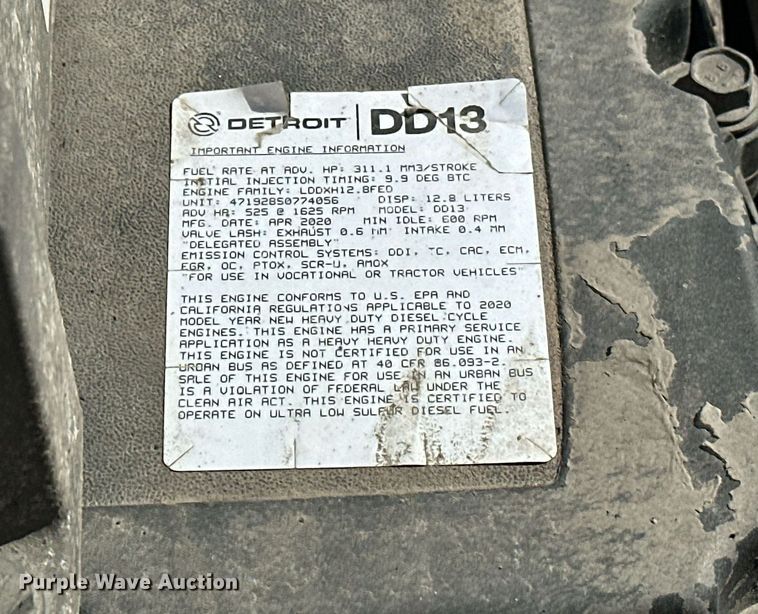 DETROIT | DD13
IMPORTANT ENGINE INFORMATION
FUEL RATE AT ADV. HP: 311.1 MM3/STROKE
INITIAL INJECTION TIMING: 9.9 DEG BTC
ENGINE FAMILY: LDDXH12.8FED
UNIT: 471928S0774056 DISP: 12.8 LITERS
ADV HP: 525 @ 1625 RPM MODEL: DD13
MFG. DATE: APR 2020 MIN IDLE: 600 RPM
VALVE LASH: EXHAUST 0.6 MM INTAKE 0.4 MM
"DELEGATED ASSEMBLY"
EMISSION CONTROL SYSTEMS: DDI, TC, CAC, ECM,
EGR, OC, PTOX, SCR-U, AMOX
"FOR USE IN VOCATIONAL OR TRACTOR VEHICLES"
THIS ENGINE CONFORMS TO U.S. EPA AND
CALIFORNIA REGULATIONS APPLICABLE TO 2020
MODEL YEAR NEW HEAVY DUTY DIESEL CYCLE
ENGINES. THIS ENGINE HAS A PRIMARY SERVICE
APPLICATION AS A HEAVY HEAVY DUTY ENGINE.
THIS ENGINE IS NOT CERTIFIED FOR USE IN AN
URBAN BUS AS DEFINED AT 40 CFR 86.093-2.
SALE OF THIS ENGINE FOR USE IN AN URBAN BUS
IS A VIOLATION OF FEDERAL LAW UNDER THE
CLEAN AIR ACT. THIS ENGINE IS CERTIFIED TO
OPERATE ON ULTRA LOW SULFUR DIESEL FUEL.
Purple Wave Auction